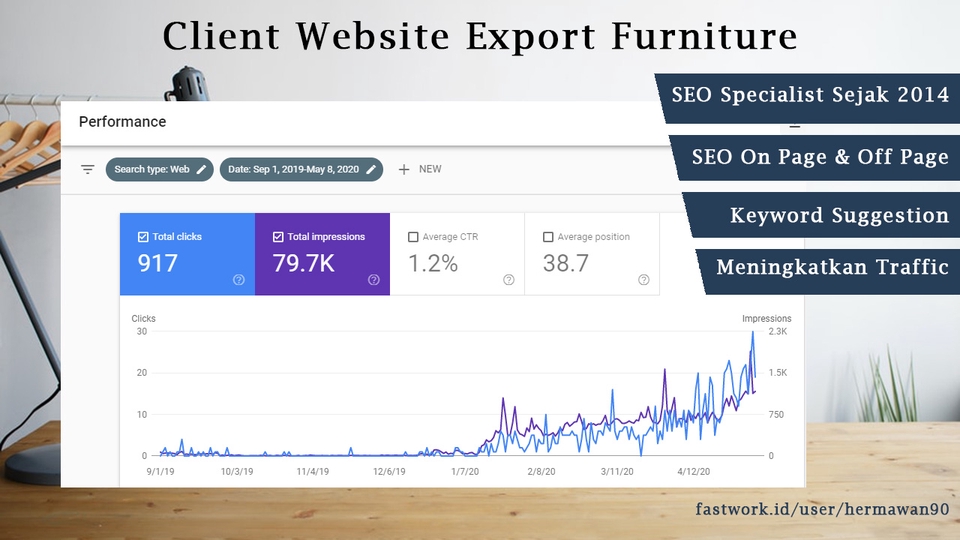 Client Website Export Furniture
SEO Specialist Sejak 2014
Performance
SEO On Page & Off Page
Search type: Web
Date: Sep 1, 2019-May 8, 2020
NEW
Keyword Suggestion
Total clicks
Total impressions
Average CTR
Average position
917
79.7K
1.2%
38.7
Meningkatkan Traffic
Clicks
Impressions
30
2.3K
20
1.5K
10
750
0
0
9/1/19
10/3/19
11/4/19
12/6/19
1/7/20
2/8/20
3/11/20
4/12/20
fastwork.id/user/hermawan90